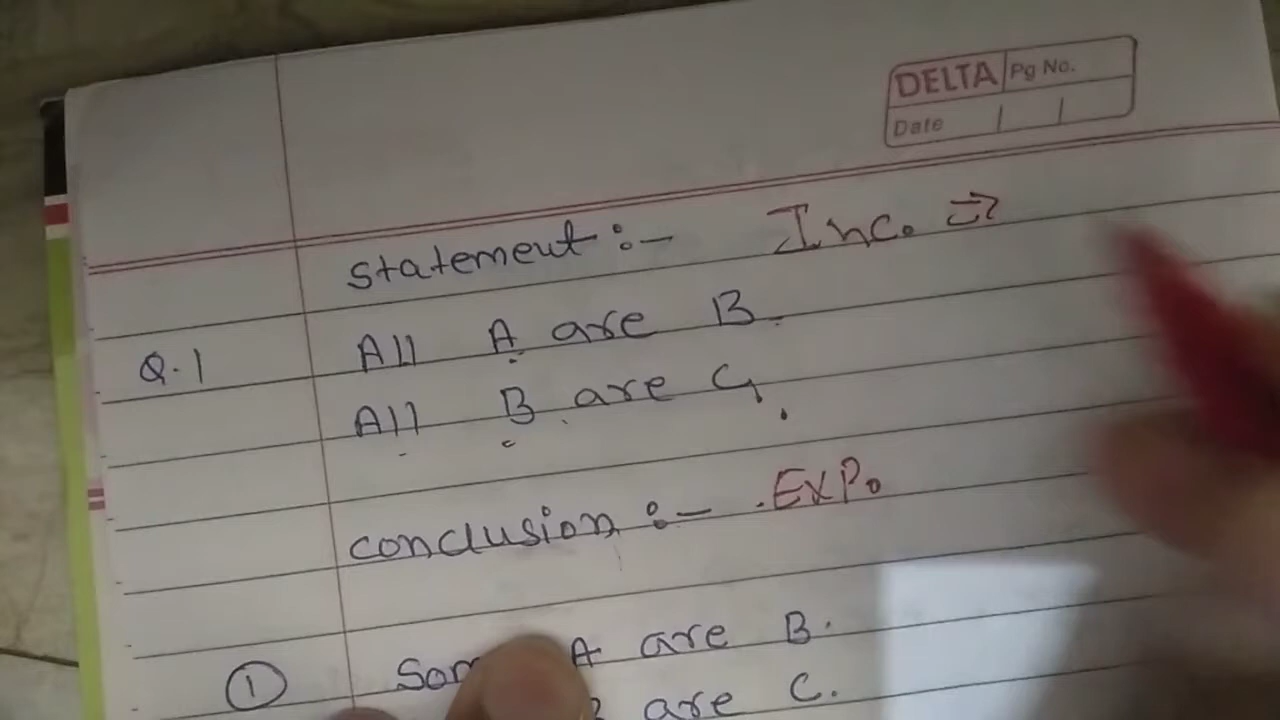 DELTA Pg No.
Date
Statement :- Inc. ⇒
Q.1 All A are B.
All B are C.
Conclusion :- Exp.
① A are B.
are C.